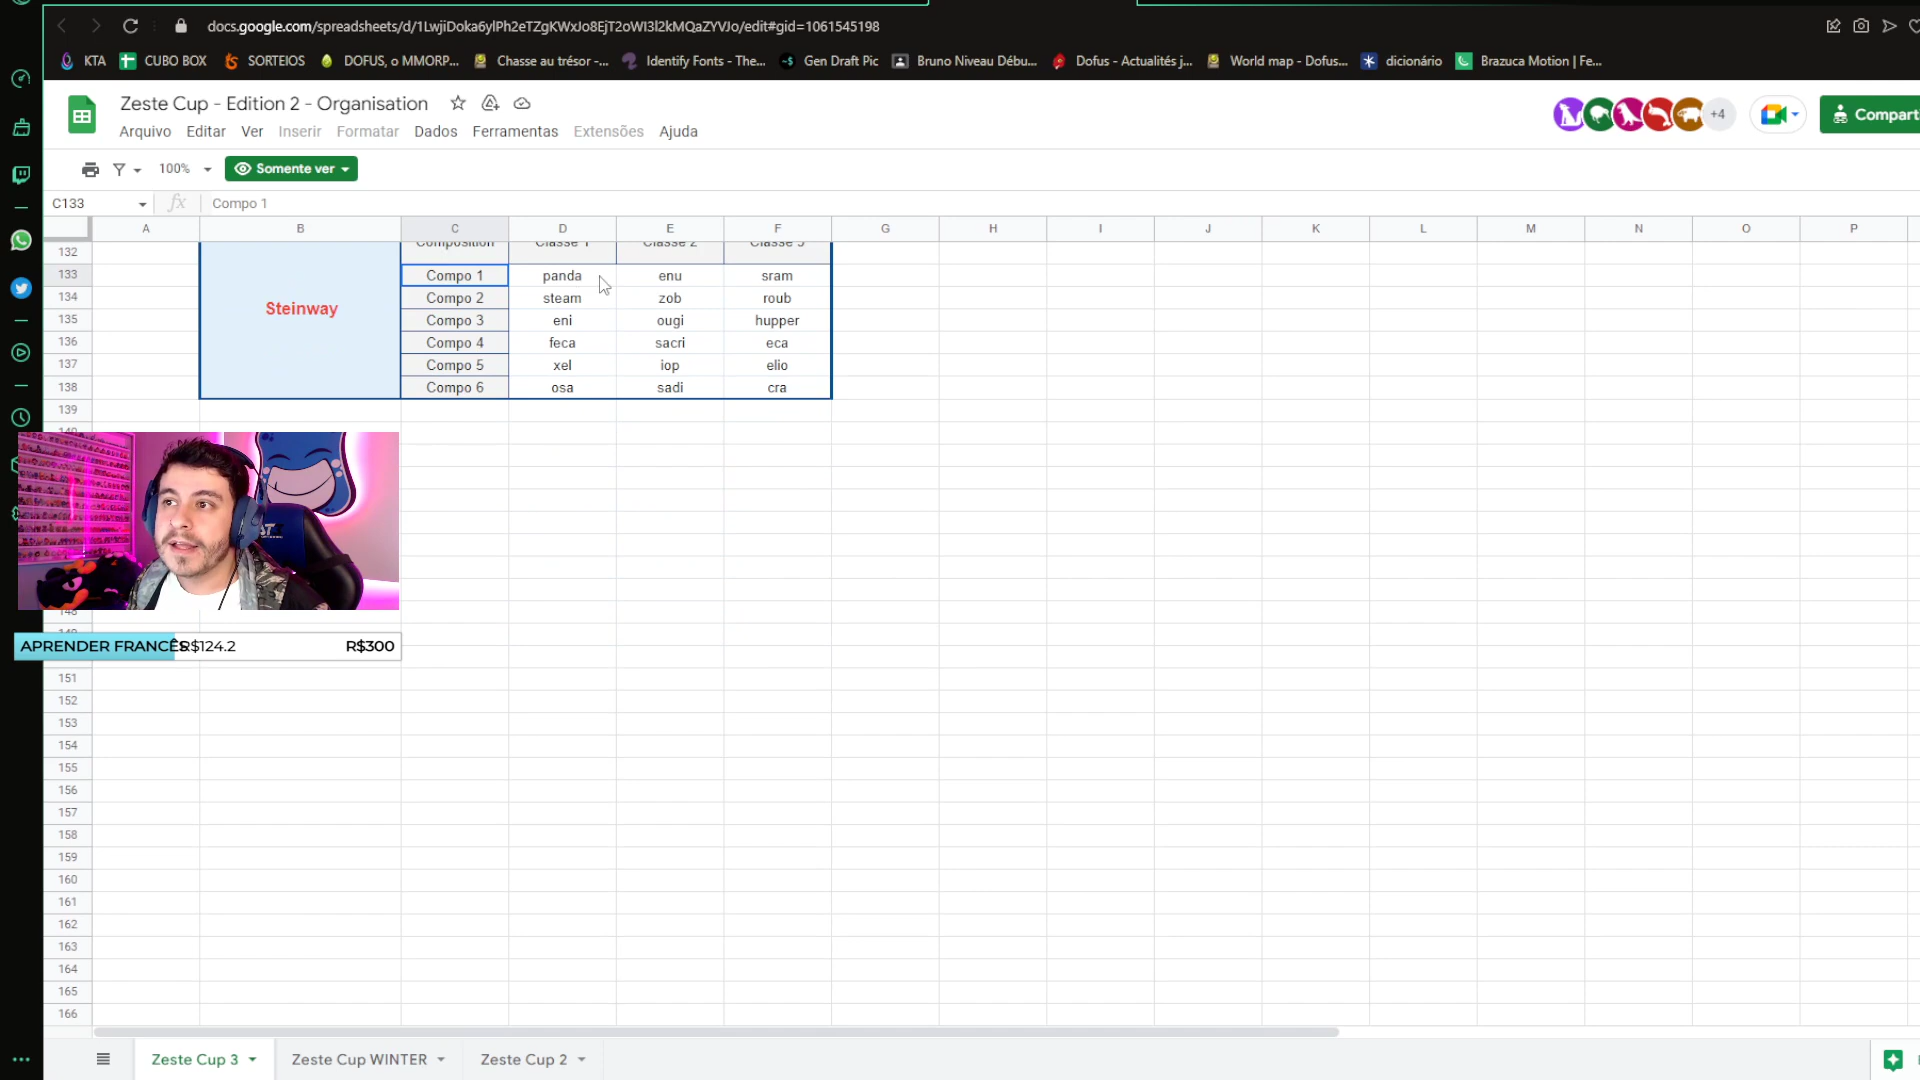 docs.google.com/spreadsheets/d/1LwjiDoka6ylPh2eTZgKWxJo8EjT2oWI3l2kMQaZYVJo/edit#gid=1061545198
KTA CUBO BOX SORTEIOS DOFUS, o MMORP... Chasse au trésor -... Identify Fonts - The... Gen Draft Pic Bruno Niveau Débu... Dofus - Actualités j... World map - Dofus... dicionário Brazuca Motion | Fe...
Zeste Cup - Edition 2 - Organisation
+4
Compart
Arquivo Editar Ver Inserir Formatar Dados Ferramentas Extensões Ajuda
100% Somente ver
C133 fx Compo 1
A B C D E F G H I J K L M N O P
132 Composition Classe 1 Classe 2 Classe 3
133 Compo 1 panda enu sram
134 Compo 2 steam zob roub
Steinway
135 Compo 3 eni ougi hupper
136 Compo 4 feca sacri eca
137 Compo 5 xel iop elio
138 Compo 6 osa sadi cra
139
140
148
149
APRENDER FRANCÊS R$124.2 R$300
151
152
153
154
155
156
157
158
159
160
161
162
163
164
165
166
Zeste Cup 3 Zeste Cup WINTER Zeste Cup 2